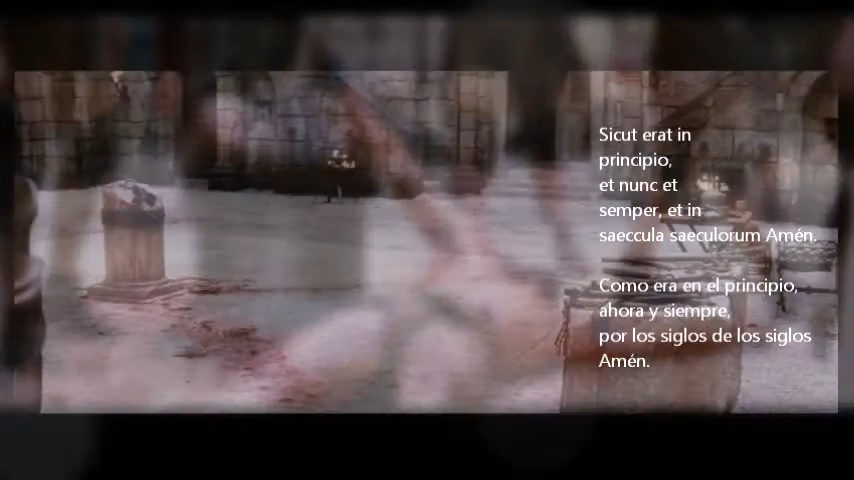 Sicut erat in
principio,
et nunc et
semper, et in
saeccula saeculorum Amén.
Como era en el principio,
ahora y siempre,
por los siglos de los siglos
Amén.